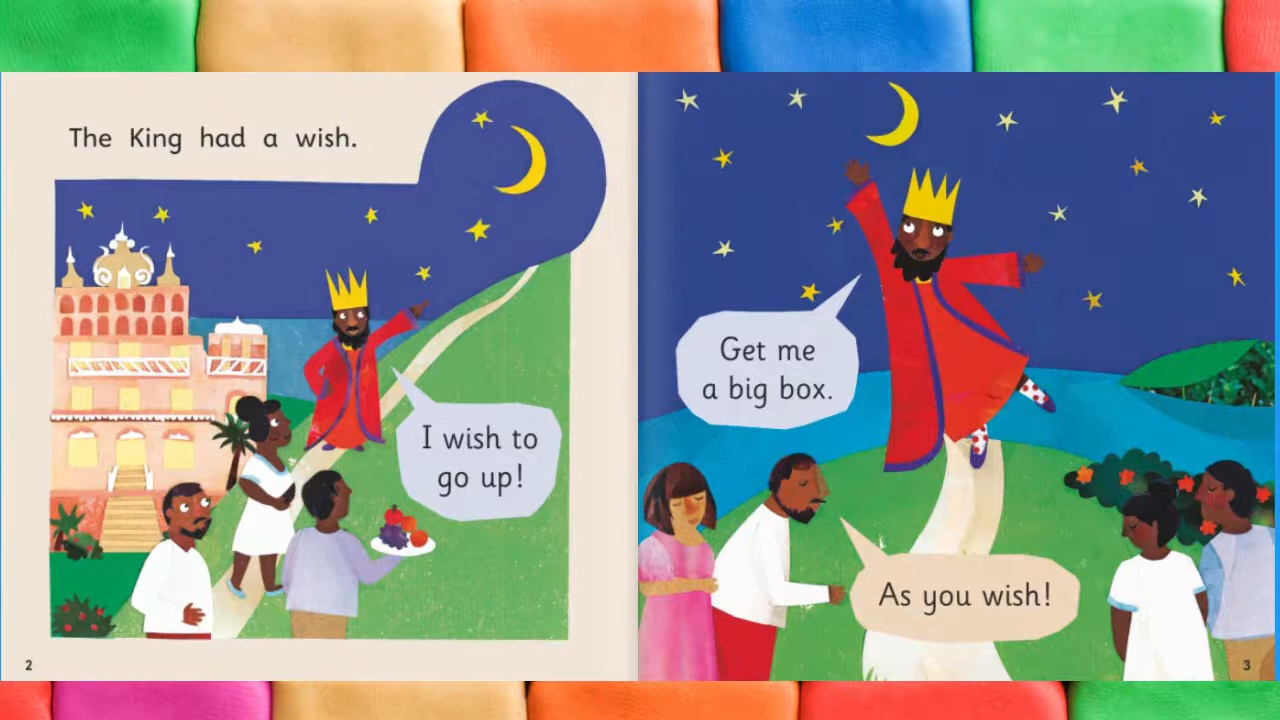 The King had a wish.
I wish to
go up!
2
Get me
a big box.
As you wish!
3